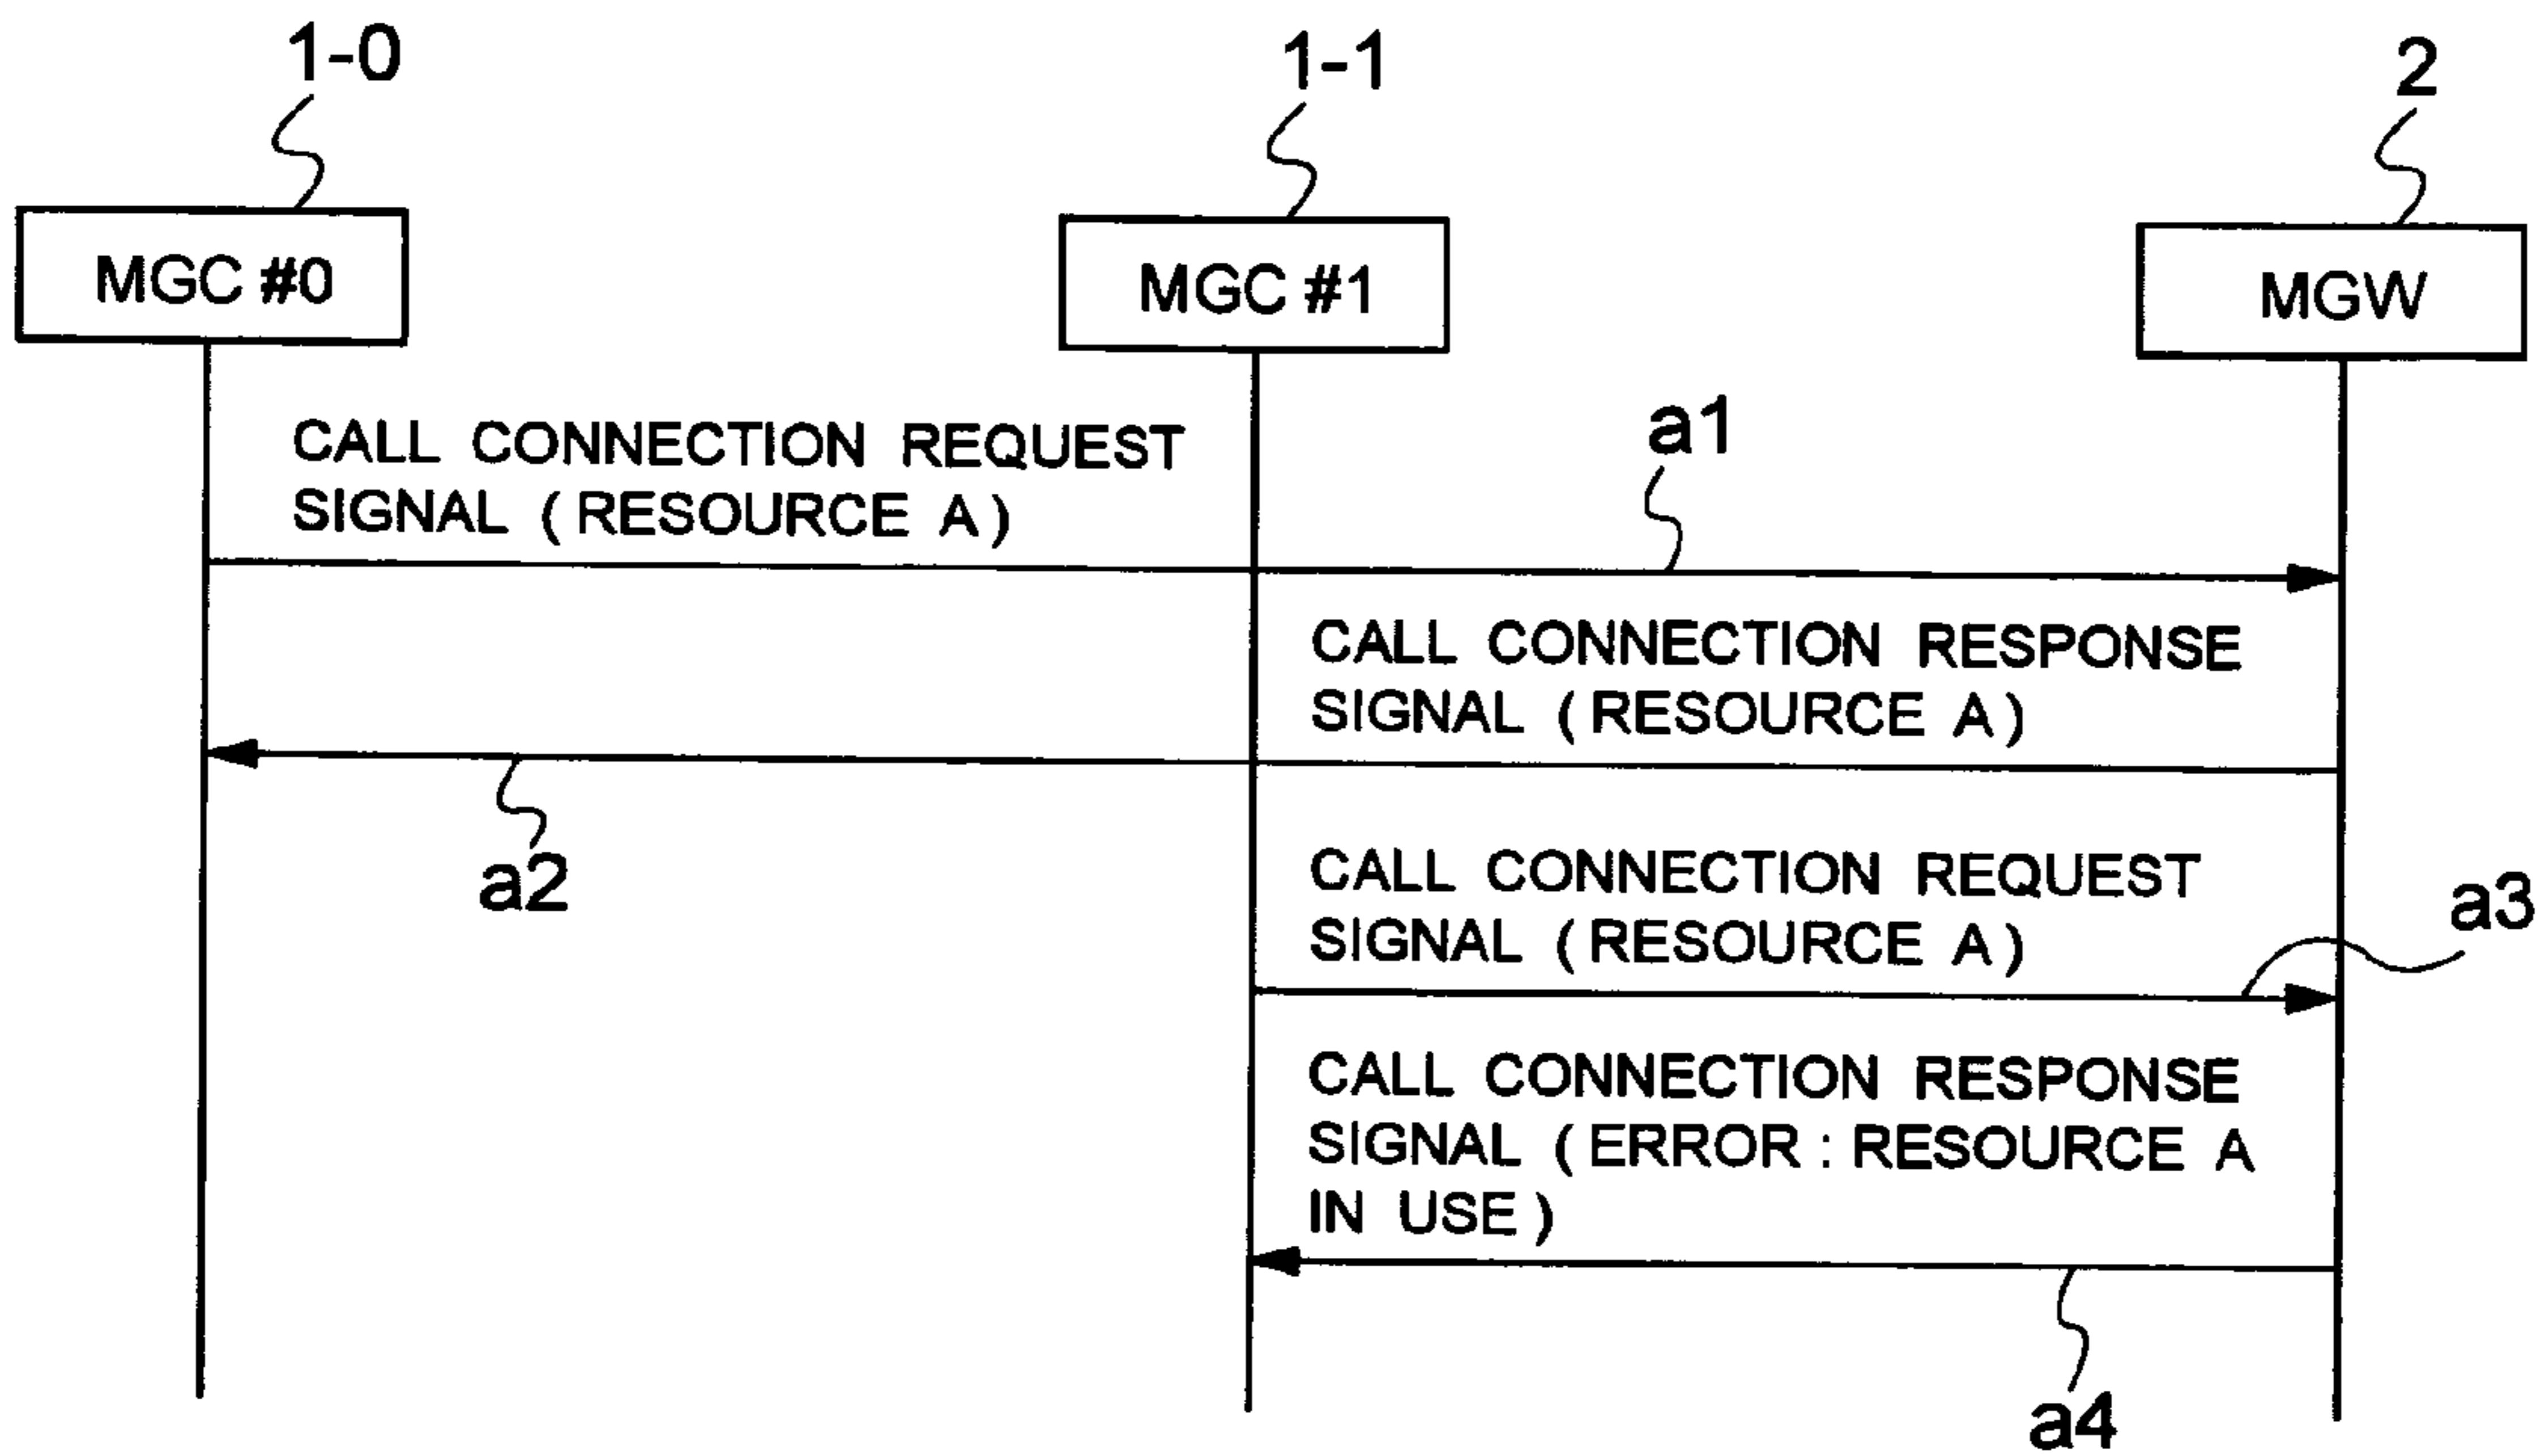 1-0
1-1
2
MGC #0
MGC #1
MGW
CALL CONNECTION REQUEST
SIGNAL (RESOURCE A)
a1
CALL CONNECTION RESPONSE
SIGNAL (RESOURCE A)
a2
CALL CONNECTION REQUEST
SIGNAL (RESOURCE A)
a3
CALL CONNECTION RESPONSE
SIGNAL (ERROR : RESOURCE A
IN USE)
a4